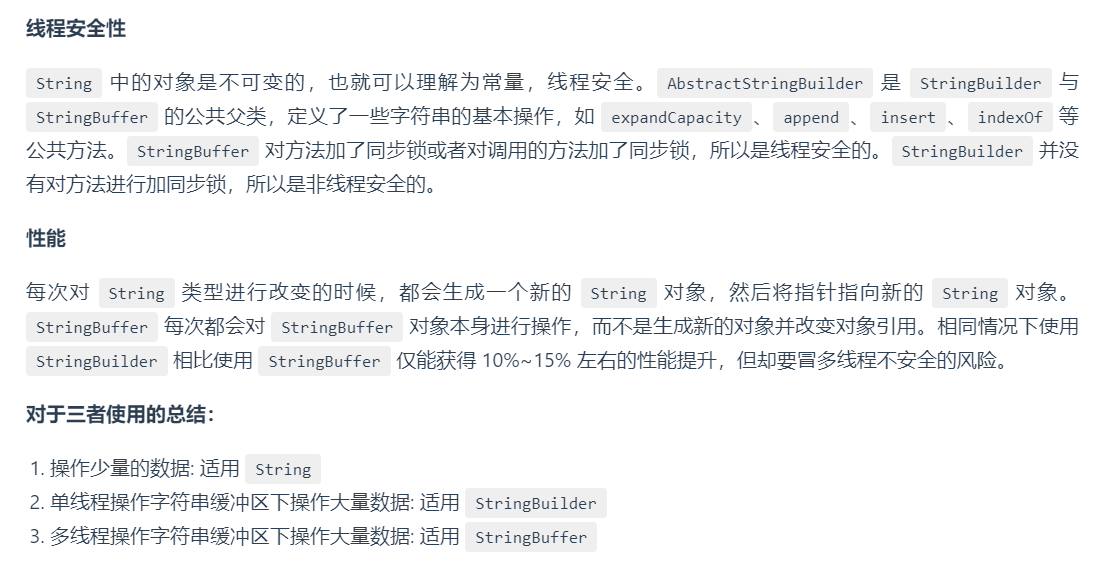 线程安全性
String 中的对象是不可变的，也就可以理解为常量，线程安全。AbstractStringBuilder 是 StringBuilder 与
StringBuffer 的公共父类，定义了一些字符串的基本操作，如 expandCapacity 、 append 、 insert 、 indexOf 等
公共方法。StringBuffer 对方法加了同步锁或者对调用的方法加了同步锁，所以是线程安全的。StringBuilder 并没
有对方法进行加同步锁，所以是非线程安全的。
性能
每次对 String 类型进行改变的时候，都会生成一个新的 String 对象，然后将指针指向新的 String 对象。
StringBuffer 每次都会对 StringBuffer 对象本身进行操作，而不是生成新的对象并改变对象引用。相同情况下使用
StringBuilder 相比使用 StringBuffer 仅能获得 10%~15% 左右的性能提升，但却要冒多线程不安全的风险。
对于三者使用的总结：
1. 操作少量的数据: 适用 String
2. 单线程操作字符串缓冲区下操作大量数据: 适用 StringBuilder
3. 多线程操作字符串缓冲区下操作大量数据: 适用 StringBuffer